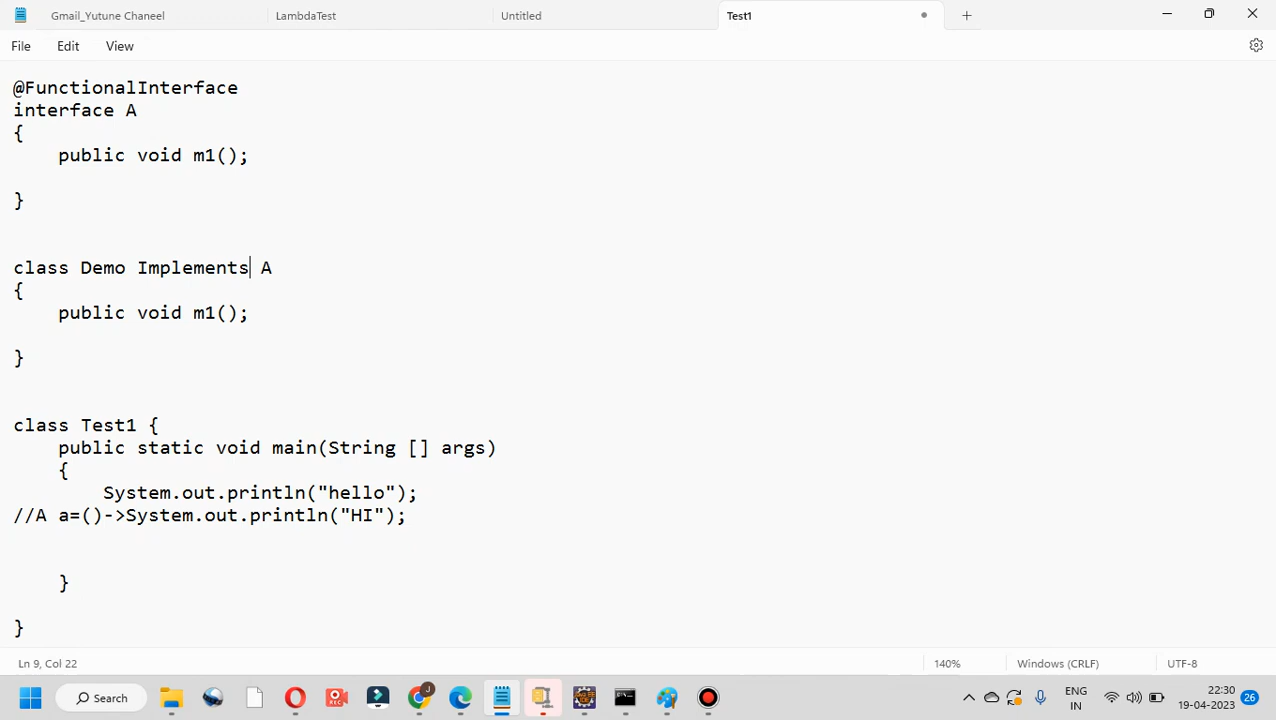 Gmail_Yutune Chaneel
LambdaTest
Untitled
Test1
File Edit View
@FunctionalInterface
interface A
{
public void m1();
}
class Demo Implements A
{
public void m1();
}
class Test1 {
public static void main(String [] args)
{
System.out.println("hello");
//A a=()->System.out.println("HI");
}
}
Ln 9, Col 22
140%
Windows (CRLF)
UTF-8
Search
REC
J
ENG
IN
22:30
19-04-2023
26